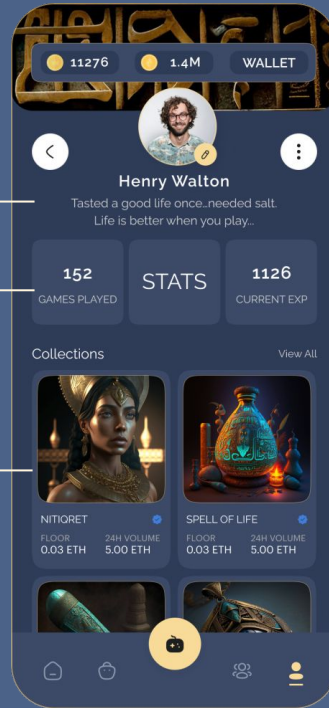 11276
1.4M
WALLET
Henry Walton
Tasted a good life once...needed salt.
Life is better when you play...
152
GAMES PLAYED
STATS
1126
CURRENT EXP
Collections
View All
NITIQRET
FLOOR
0.03 ETH
24H VOLUME
5.00 ETH
SPELL OF LIFE
FLOOR
0.03 ETH
24H VOLUME
5.00 ETH